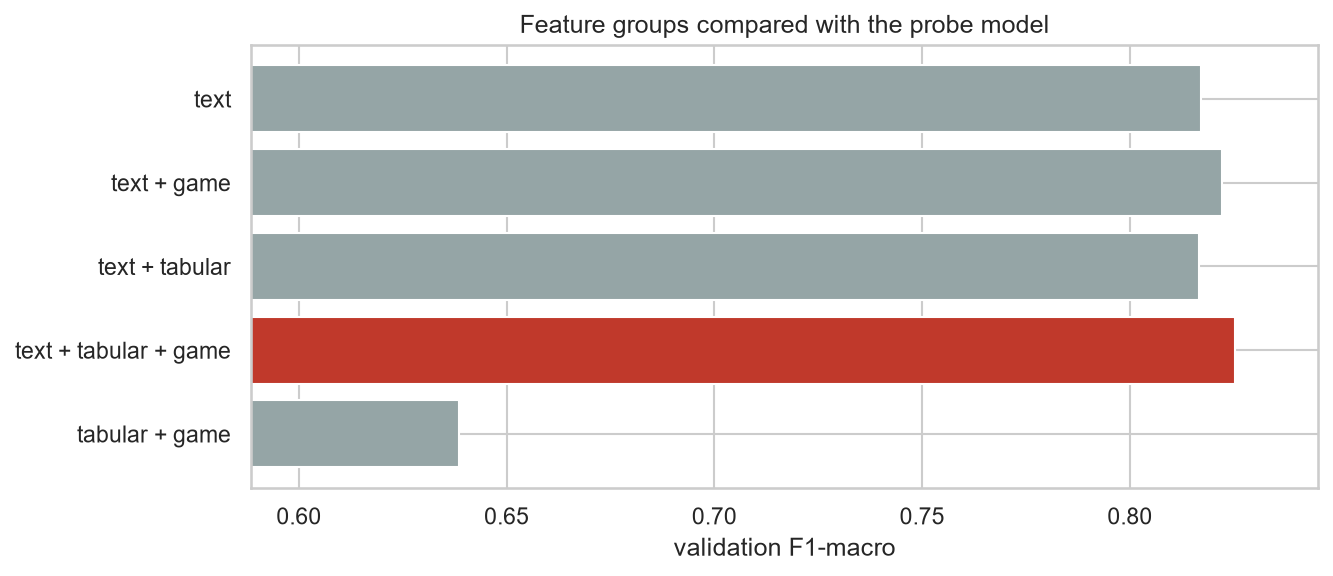 Feature groups compared with the probe model
text
text + game
text + tabular
text + tabular + game
tabular + game
0.60 0.65 0.70 0.75 0.80
validation F1-macro